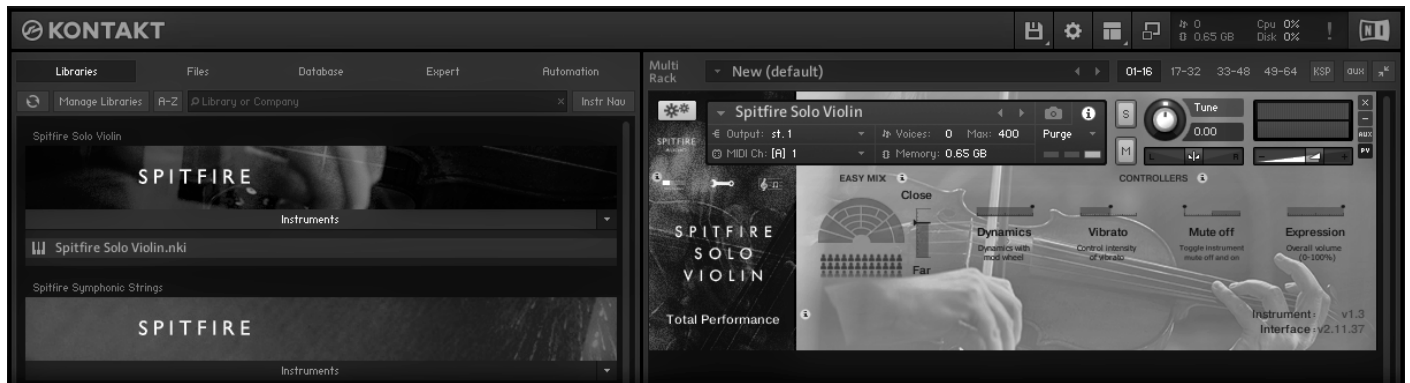 KONTAKT
0
0.65 GB
Cpu 0%
Disk 0%
!
NI
Libraries Files Database Expert Automation
Manage Libraries A-Z Library or Company × Instr Nav
Spitfire Solo Violin
SPITFIRE
Instruments
Spitfire Solo Violin.nki
Spitfire Symphonic Strings
SPITFIRE
Instruments
Multi
Rack
New (default)
01-16 17-32 33-48 49-64 KSP aux
SPITFIRE
Spitfire Solo Violin
Output: st. 1 Voices: 0 Max: 400 Purge
MIDI Ch: [A] 1 Memory: 0.65 GB
S
M
Tune
0.00
L R
- +
×
-
AUX
PV
SPITFIRE
SOLO
VIOLIN
Total Performance
EASY MIX
Close
Far
CONTROLLERS
Dynamics
Dynamics with
mod wheel
Vibrato
Control intensity
of vibrato
Mute off
Toggle instrument
mute off and on
Expression
Overall volume
(0-100%)
Instrument: v1.3
Interface: v2.11.37